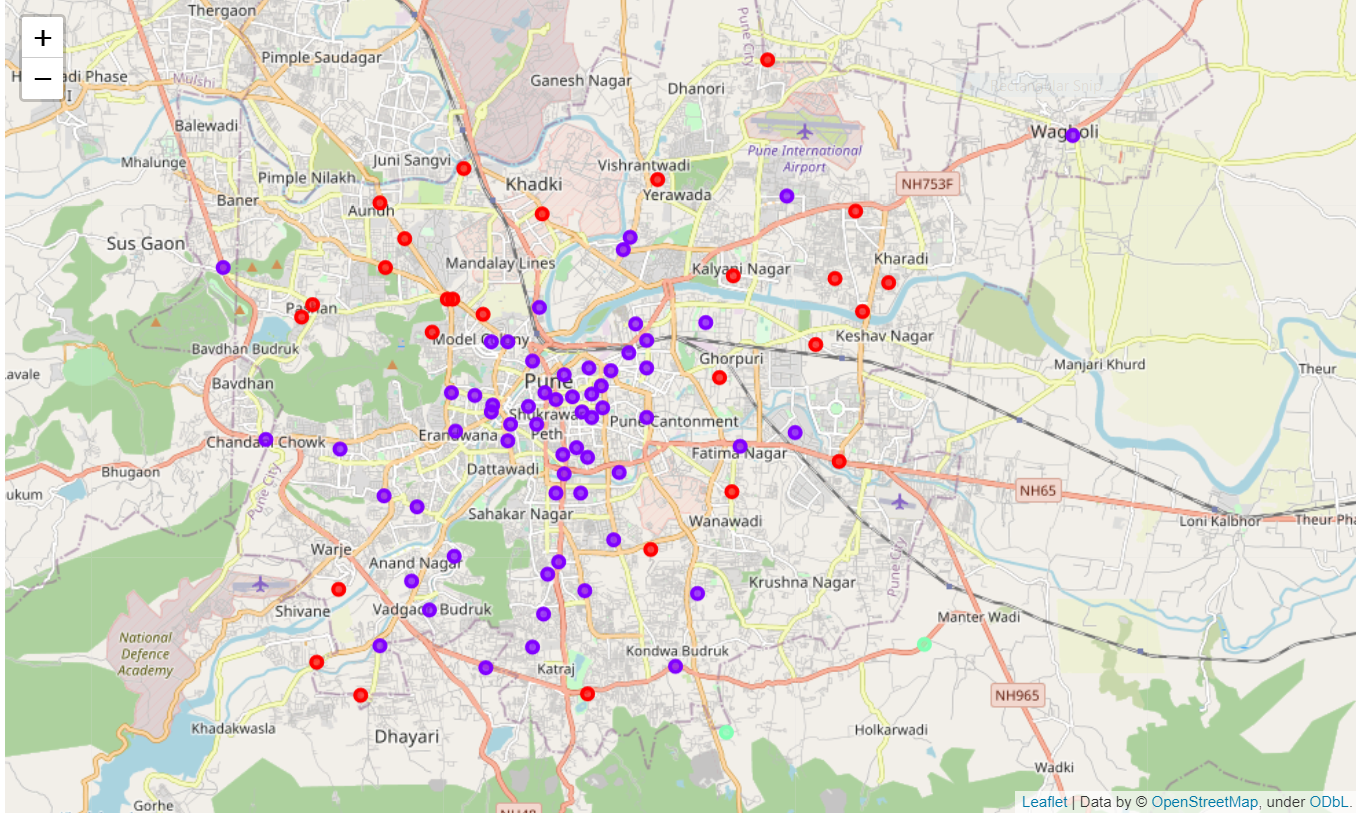 Thergaon
+
−
Pimple Saudagar
Phase
I
Mulshi
Ganesh Nagar
Pune City
Dhanori
Balewadi
Wagholi
Mhalunge
Juni Sangvi
Pune International
Airport
Pimple Nilakh
Vishrantwadi
Khadki
Yerawada
NH753F
Baner
Aundh
Sus Gaon
Mandalay Lines
Kalyani Nagar
Kharadi
Pashan
Model Colony
Keshav Nagar
Bavdhan Budruk
Ghorpuri
Manjari Khurd
Theur
Bavdhan
Pune
Shukrawar
Peth
Pune Cantonment
Erandwana
Chandani Chowk
Fatima Nagar
Bhugaon
Dattawadi
Pune City
NH65
Sahakar Nagar
Wanawadi
Loni Kalbhor
Theur Pha
Warje
Anand Nagar
Krushna Nagar
Shivane
Vadgaon Budruk
Manter Wadi
National
Defence
Academy
Kondwa Budruk
Katraj
NH965
Khadakwasla
Dhayari
Holkarwadi
Wadki
Gorhe
NH48
Leaflet | Data by © OpenStreetMap, under ODbL.